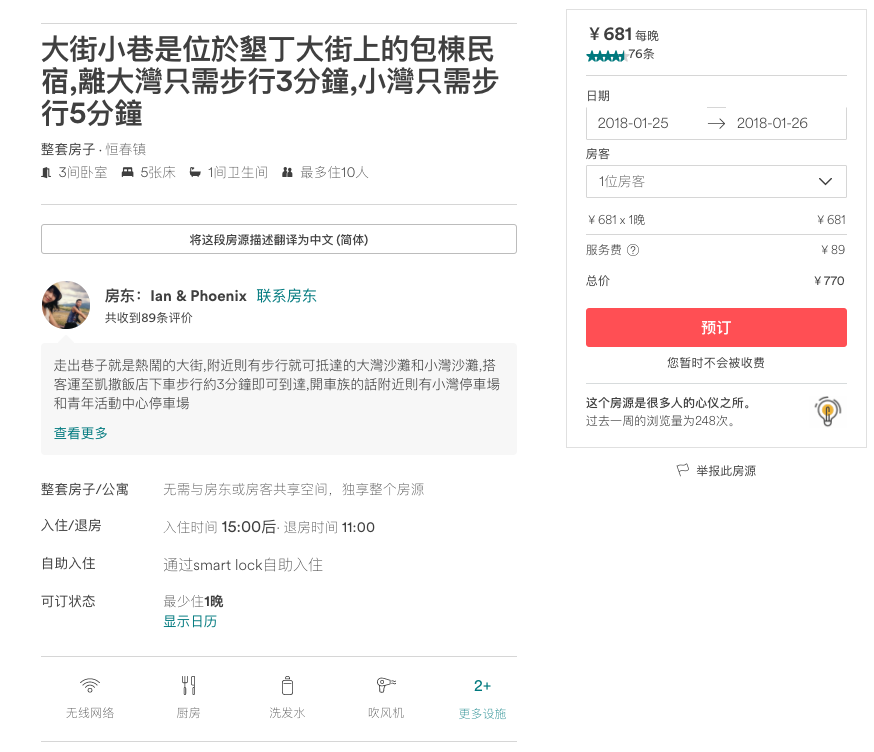 大街小巷是位於墾丁大街上的包棟民
宿,離大灣只需步行3分鐘,小灣只需步
行5分鐘
整套房子 · 恒春镇
3间卧室 5张床 1间卫生间 最多住10人
将这段房源描述翻译为中文 (简体)
房东：Ian & Phoenix 联系房东
共收到89条评价
走出巷子就是熱鬧的大街,附近則有步行就可抵達的大灣沙灘和小灣沙灘,搭
客運至凱撒飯店下車步行約3分鐘即可到達,開車族的話附近則有小灣停車場
和青年活動中心停車場
查看更多
整套房子/公寓 无需与房东或房客共享空间，独享整个房源
入住/退房 入住时间 15:00后· 退房时间 11:00
自助入住 通过smart lock自助入住
可订状态 最少住1晚
显示日历
无线网络 厨房 洗发水 吹风机 2+
更多设施
￥681 每晚
76条
日期
2018-01-25 → 2018-01-26
房客
1位房客
￥681 x 1晚 ￥681
服务费 ? ￥89
总价 ￥770
预订
您暂时不会被收费
这个房源是很多人的心仪之所。
过去一周的浏览量为248次。
举报此房源